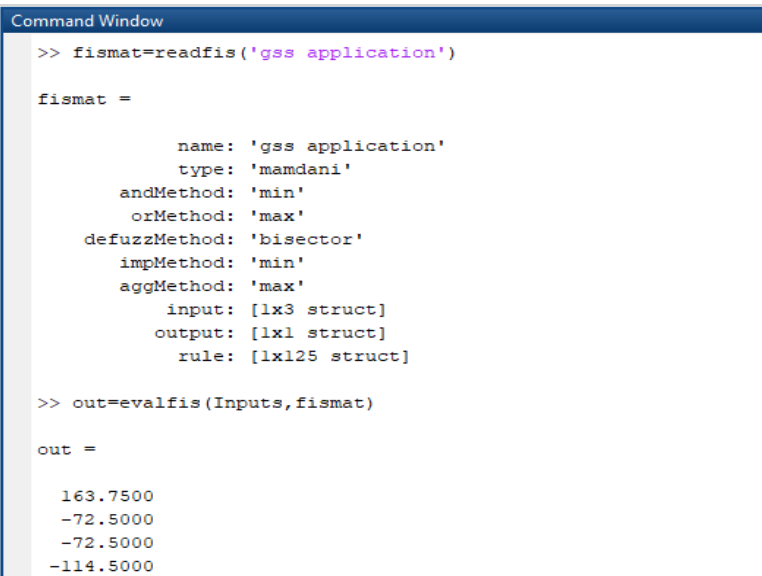 Command Window
>> fismat=readfis('gss application')
fismat =
name: 'gss application'
type: 'mamdani'
andMethod: 'min'
orMethod: 'max'
defuzzMethod: 'bisector'
impMethod: 'min'
aggMethod: 'max'
input: [1x3 struct]
output: [1x1 struct]
rule: [1x125 struct]
>> out=evalfis(Inputs,fismat)
out =
163.7500
-72.5000
-72.5000
-114.5000